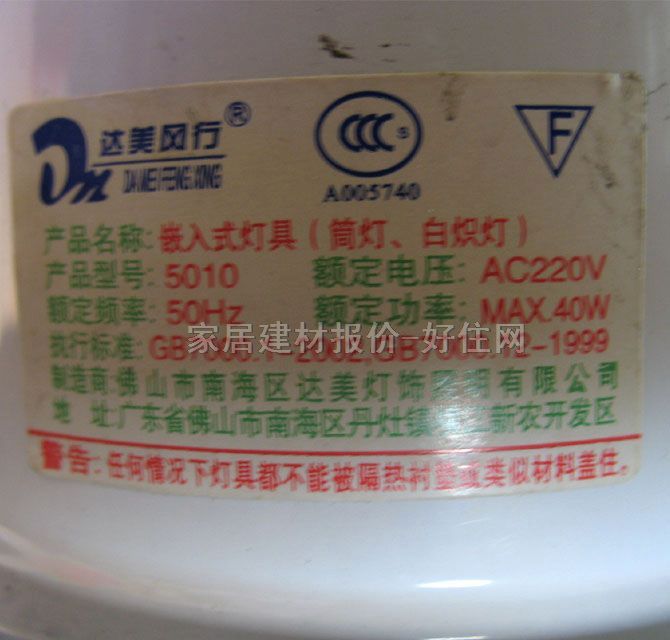 达美风行®
DAMEI FENGXING
CCC S
A005740
F
产品名称: 嵌入式灯具 (筒灯、白炽灯)
产品型号: 5010 额定电压: AC220V
额定频率: 50Hz 额定功率: MAX.40W
家居建材报价-好住网
执行标准: GB -1999
制造商: 佛山市南海区达美灯饰 明有限公司
地 址: 广东省佛山市南海区丹灶镇 新农开发区
警告: 任何情况下灯具都不能被隔热衬垫或类似材料盖住.